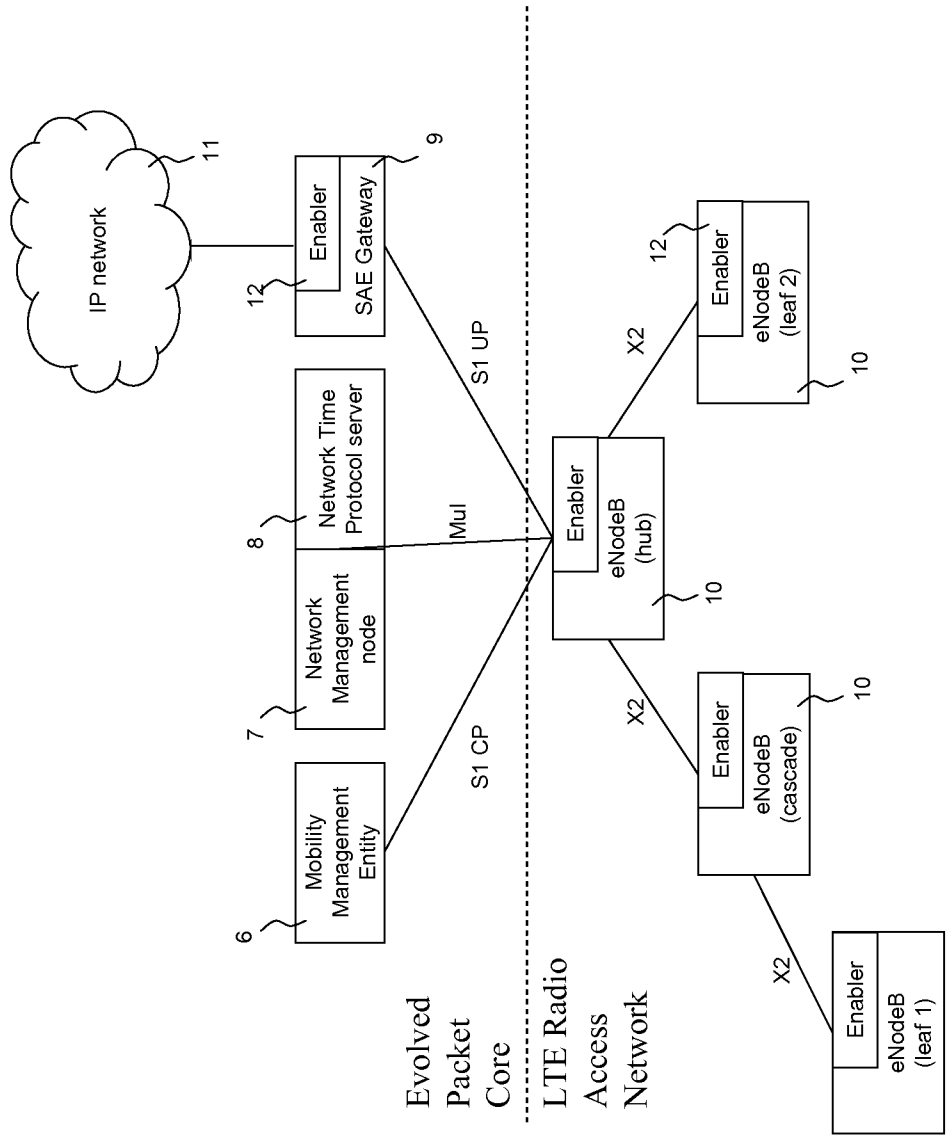 IP network
11
Enabler
12
SAE Gateway
9
Network Time
Protocol server
8
Network
Management
node
7
Mobility
Management
Entity
6
S1 UP
Mul
S1 CP
Evolved
Packet
Core
LTE Radio
Access
Network
Enabler
eNodeB
(hub)
10
X2
X2
Enabler
12
eNodeB
(leaf 2)
10
Enabler
eNodeB
(cascade)
10
X2
Enabler
eNodeB
(leaf 1)